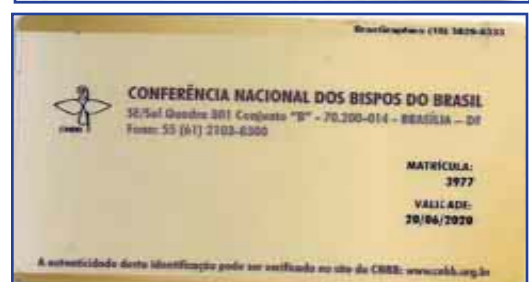 BrasGraphics (19) 3829-8333
CONFERÊNCIA NACIONAL DOS BISPOS DO BRASIL
SE/Sul Quadra 801 Conjunto "B" - 70.200-014 - BRASÍLIA - DF
Fone: 55 (61) 2103-8300
CNBB
MATRÍCULA:
3977
VALIDADE:
20/06/2020
A autenticidade desta identificação pode ser verificada no site da CNBB: www.cnbb.org.br